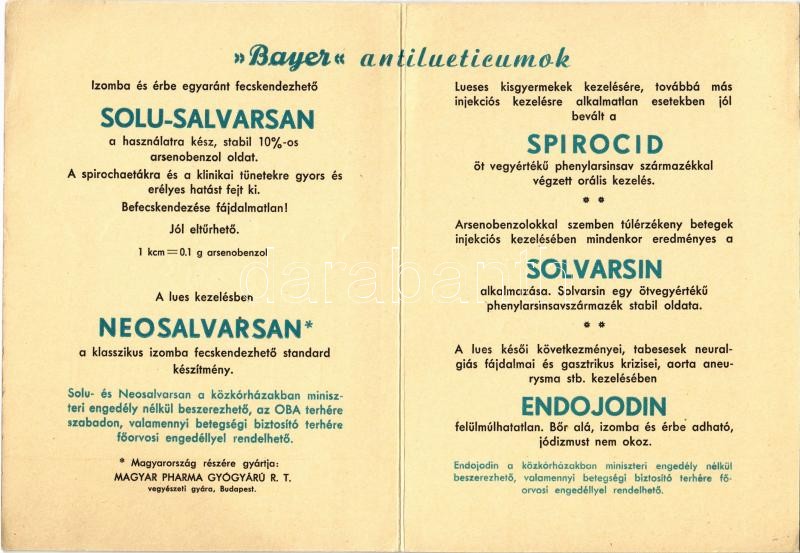 »Bayer« antilueticumok
Izomba és érbe egyaránt fecskendezhető
SOLU-SALVARSAN
a használatra kész, stabil 10%-os
arsenobenzol oldat.
A spirochaetákra és a klinikai tünetekre gyors és
erélyes hatást fejt ki.
Befecskendezése fájdalmatlan!
Jól eltűrhető.
1 kcm = 0.1 g arsenobenzol
A lues kezelésben
NEOSALVARSAN*
a klasszikus izomba fecskendezhető standard
készítmény.
Solu- és Neosalvarsan a közkórházakban minisz-
teri engedély nélkül beszerezhető, az OBA terhére
szabadon, valamennyi betegségi biztosító terhére
főorvosi engedéllyel rendelhető.
* Magyarország részére gyártja:
MAGYAR PHARMA GYÓGYÁRÚ R. T.
vegyészeti gyára, Budapest.
Lueses kisgyermekek kezelésére, továbbá más
injekciós kezelésre alkalmatlan esetekben jól
bevált a
SPIROCID
öt vegyértékű phenylarsinsav származékkal
végzett orális kezelés.
* *
Arsenobenzolokkal szemben túlérzékeny betegek
injekciós kezelésében mindenkor eredményes a
SOLVARSIN
alkalmazása. Solvarsin egy ötvegyértékű
phenylarsinsavszármazék stabil oldata.
* *
A lues késői következményei, tabesesek neural-
giás fájdalmai és gasztrikus krizisei, aorta aneu-
rysma stb. kezelésében
ENDOJODIN
felülmúlhatatlan. Bőr alá, izomba és érbe adható,
jódizmust nem okoz.
Endojodin a közkórházakban miniszteri engedély nélkül
beszerezhető, valamennyi betegségi biztosító terhére fő-
orvosi engedéllyel rendelhető.
darabanth